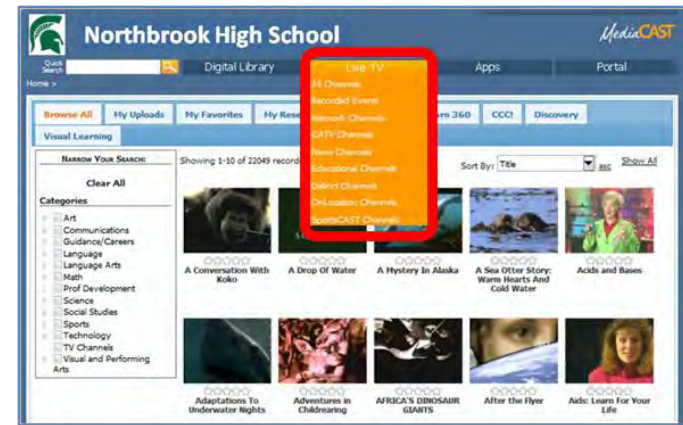 Northbrook High School
MediaCAST
Quick
Search
Digital Library
Live TV
Apps
Portal
Home >
All Channels
Recorded Events
Network Channels
CATV Channels
News Channels
Educational Channels
District Channels
OnLocation Channels
SportsCAST Channels
Browse All
My Uploads
My Favorites
My Rese
rn 360
CCC!
Discovery
Visual Learning
NARROW YOUR SEARCH:
Showing 1-10 of 22049 record
Sort By:
Title
asc
Show All
Clear All
Categories
Art
Communications
Guidance/Careers
Language
Language Arts
Math
Prof Development
Science
Social Studies
Sports
Technology
TV Channels
Visual and Performing
Arts
A Conversation With
Koko
A Drop Of Water
A Mystery In Alaska
A Sea Otter Story:
Warm Hearts And
Cold Water
Acids and Bases
Adaptations To
Underwater Nights
Adventures in
Childrearing
AFRICA'S DINOSAUR
GIANTS
After the Flyer
Aids: Learn For Your
Life